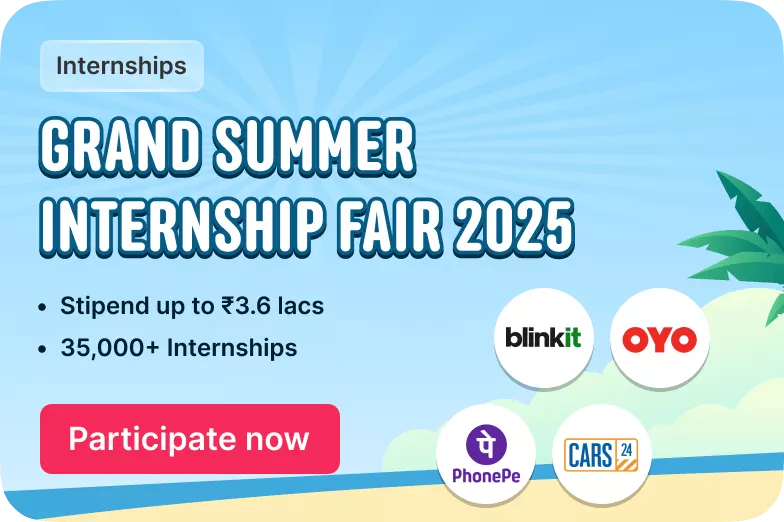 Internships
GRAND SUMMER
INTERNSHIP FAIR 2025
• Stipend up to ₹3.6 lacs
• 35,000+ Internships
Participate now
blinkit
OYO
पे
PhonePe
CARS 24